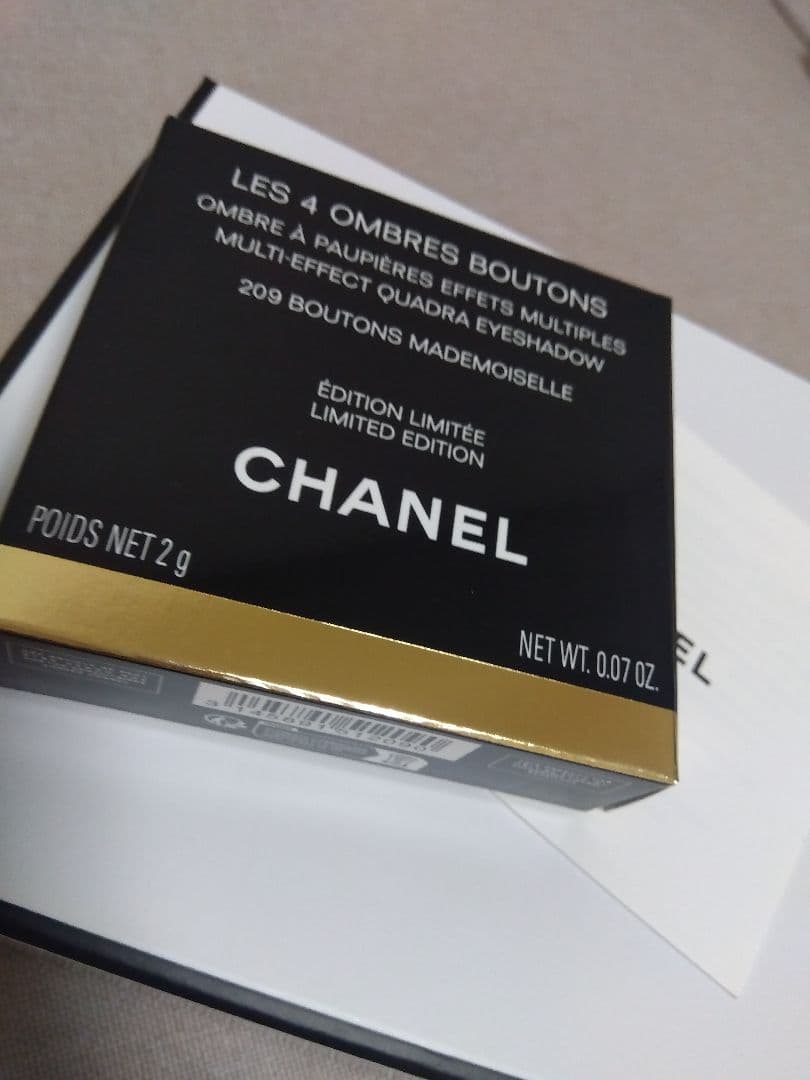 LES 4 OMBRES BOUTONS
OMBRE À PAUPIÈRES EFFETS MULTIPLES
MULTI-EFFECT QUADRA EYESHADOW
209 BOUTONS MADEMOISELLE
ÉDITION LIMITÉE
LIMITED EDITION
CHANEL
POIDS NET 2 g
NET WT. 0.07 OZ.
EL